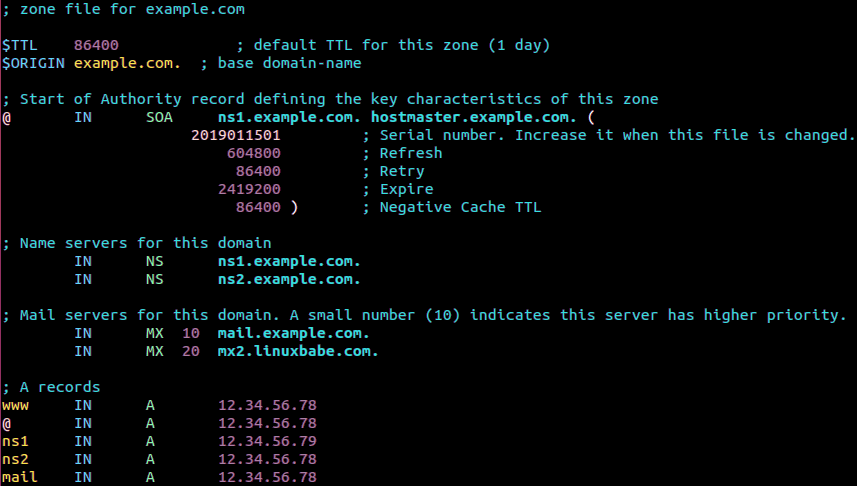 ; zone file for example.com
$TTL    86400             ; default TTL for this zone (1 day)
$ORIGIN example.com.  ; base domain-name
; Start of Authority record defining the key characteristics of this zone
@       IN      SOA     ns1.example.com. hostmaster.example.com. (
                     2019011501         ; Serial number. Increase it when this file is changed.
                         604800         ; Refresh
                          86400         ; Retry
                        2419200         ; Expire
                          86400 )       ; Negative Cache TTL
; Name servers for this domain
        IN      NS      ns1.example.com.
        IN      NS      ns2.example.com.
; Mail servers for this domain. A small number (10) indicates this server has higher priority.
        IN      MX  10  mail.example.com.
        IN      MX  20  mx2.linuxbabe.com.
; A records
www     IN      A       12.34.56.78
@       IN      A       12.34.56.78
ns1     IN      A       12.34.56.79
ns2     IN      A       12.34.56.78
mail    IN      A       12.34.56.78